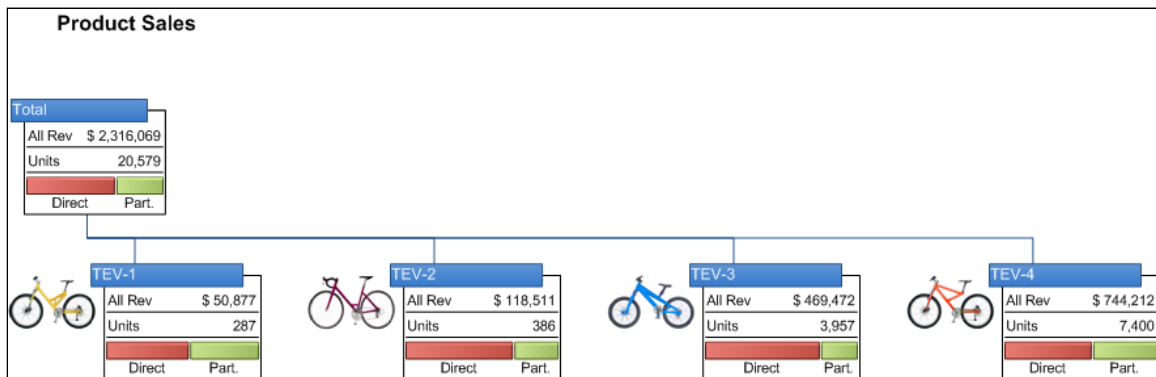 Product Sales
Total
All Rev $ 2,316,069
Units 20,579
Direct Part.
TEV-1 TEV-2 TEV-3 TEV-4
All Rev $ 50,877 All Rev $ 118,511 All Rev $ 469,472 All Rev $ 744,212
Units 287 Units 386 Units 3,957 Units 7,400
Direct Part. Direct Part. Direct Part. Direct Part.